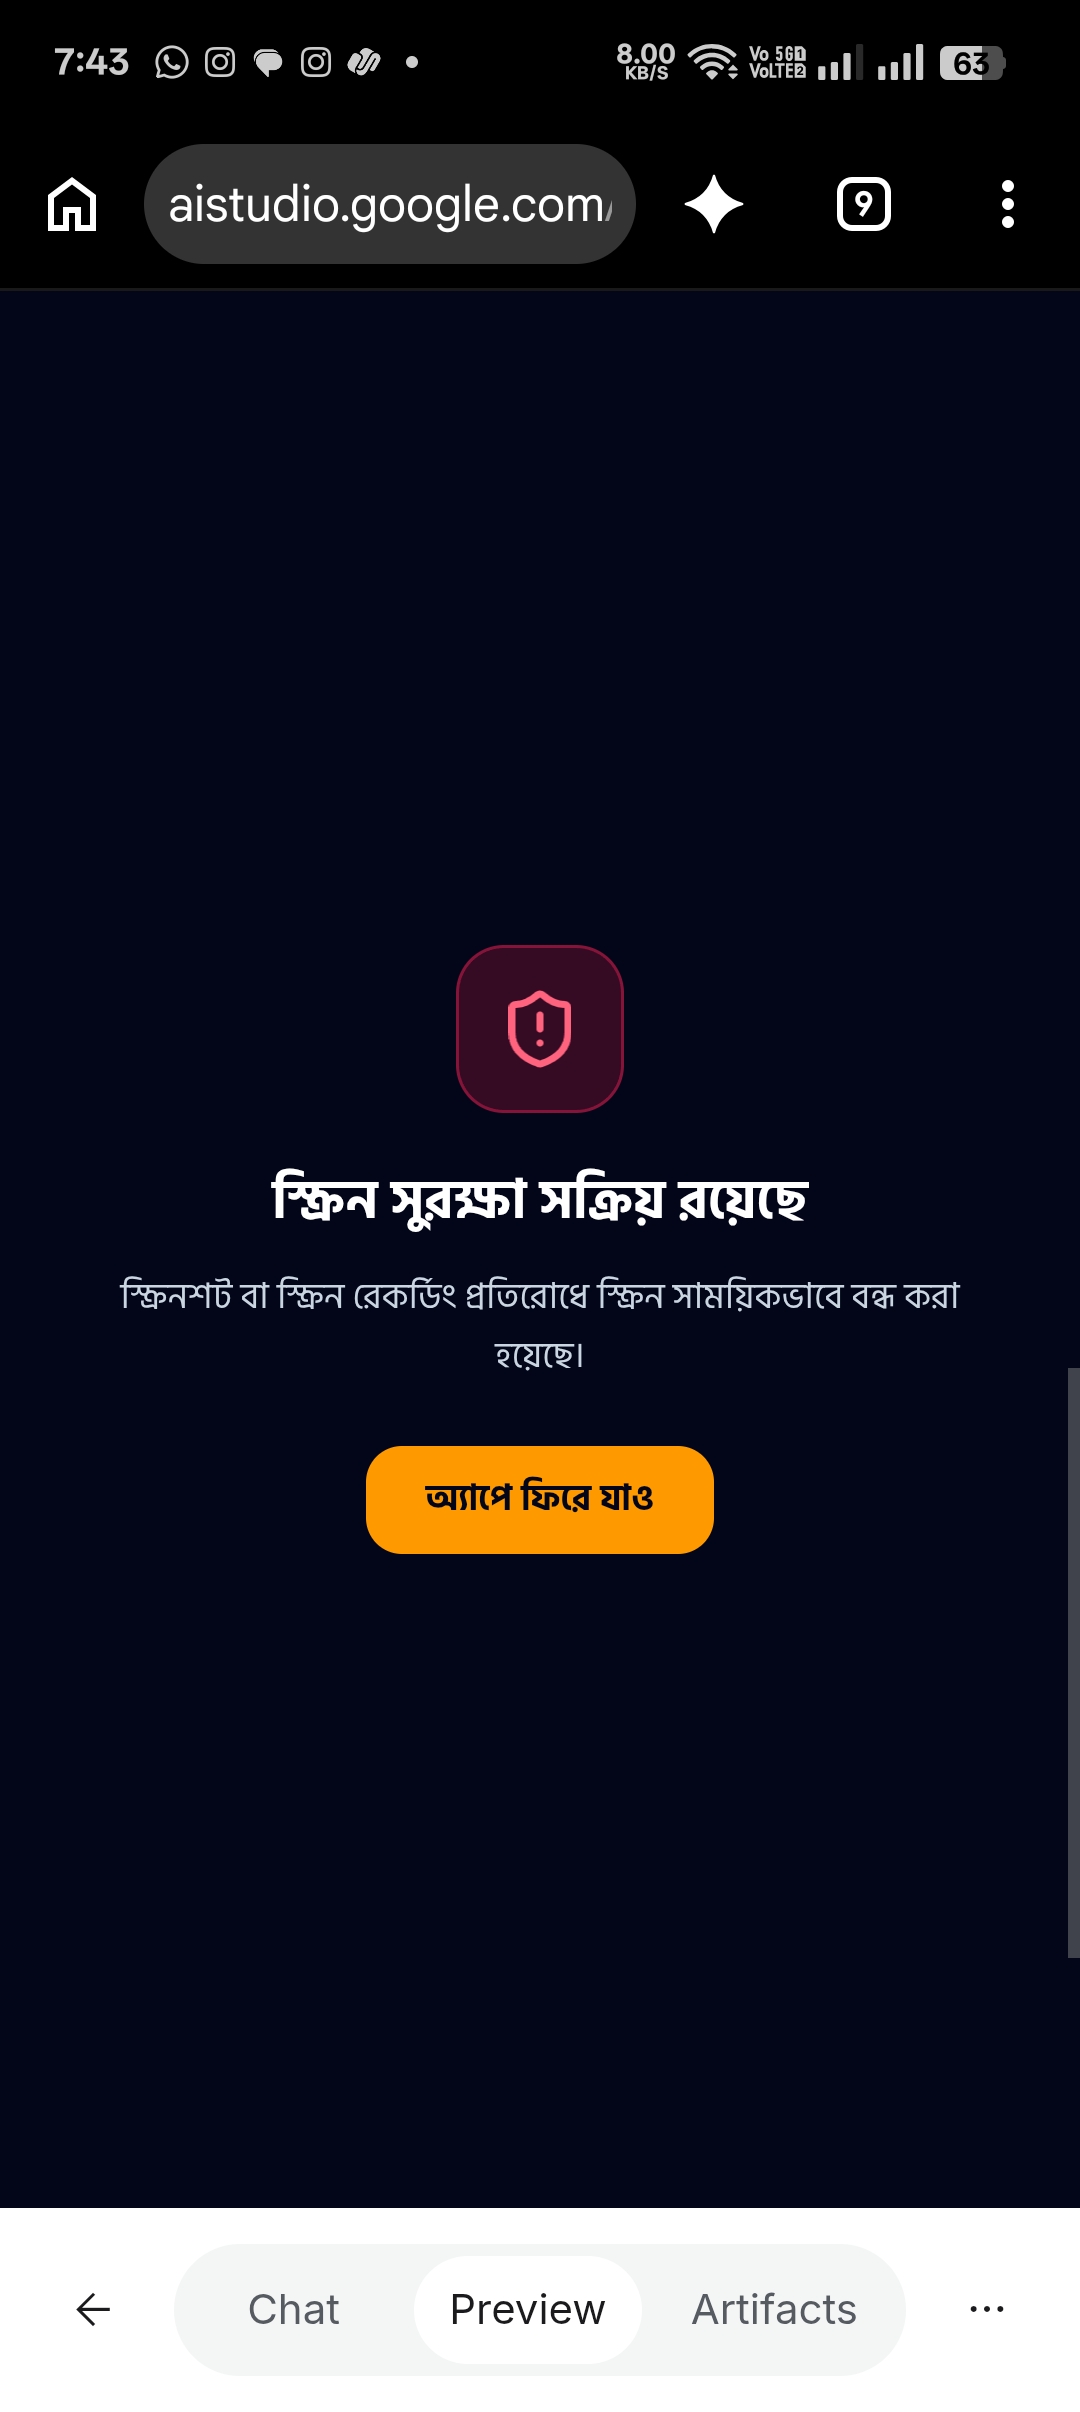 7:43
8.00
KB/S
Vo 5G
VoLTE2
63
aistudio.google.com/
9
স্ক্রিন সুরক্ষা সক্রিয় রয়েছে
স্ক্রিনশট বা স্ক্রিন রেকর্ডিং প্রতিরোধে স্ক্রিন সাময়িকভাবে বন্ধ করা
হয়েছে।
অ্যাপে ফিরে যাও
Chat
Preview
Artifacts